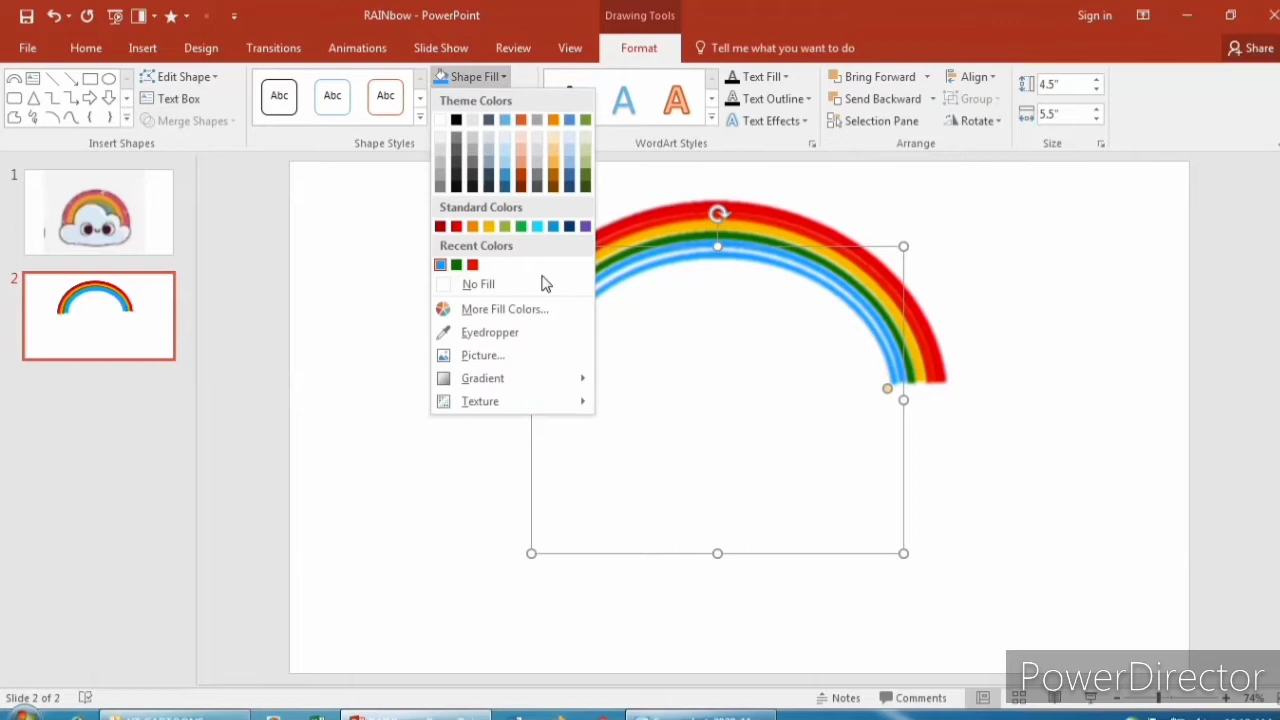 RAINbow - PowerPoint
Drawing Tools
Sign in
File Home Insert Design Transitions Animations Slide Show Review View Format Tell me what you want to do Share
Edit Shape
Text Box
Merge Shapes
Insert Shapes
Abc Abc Abc
Shape Styles
Shape Fill
Theme Colors
Standard Colors
Recent Colors
No Fill
More Fill Colors...
Eyedropper
Picture...
Gradient
Texture
A A
WordArt Styles
Text Fill
Text Outline
Text Effects
Bring Forward
Send Backward
Selection Pane
Align
Group
Rotate
Arrange
4.5"
5.5"
Size
1
2
PowerDirector
Slide 2 of 2
Notes Comments 74%